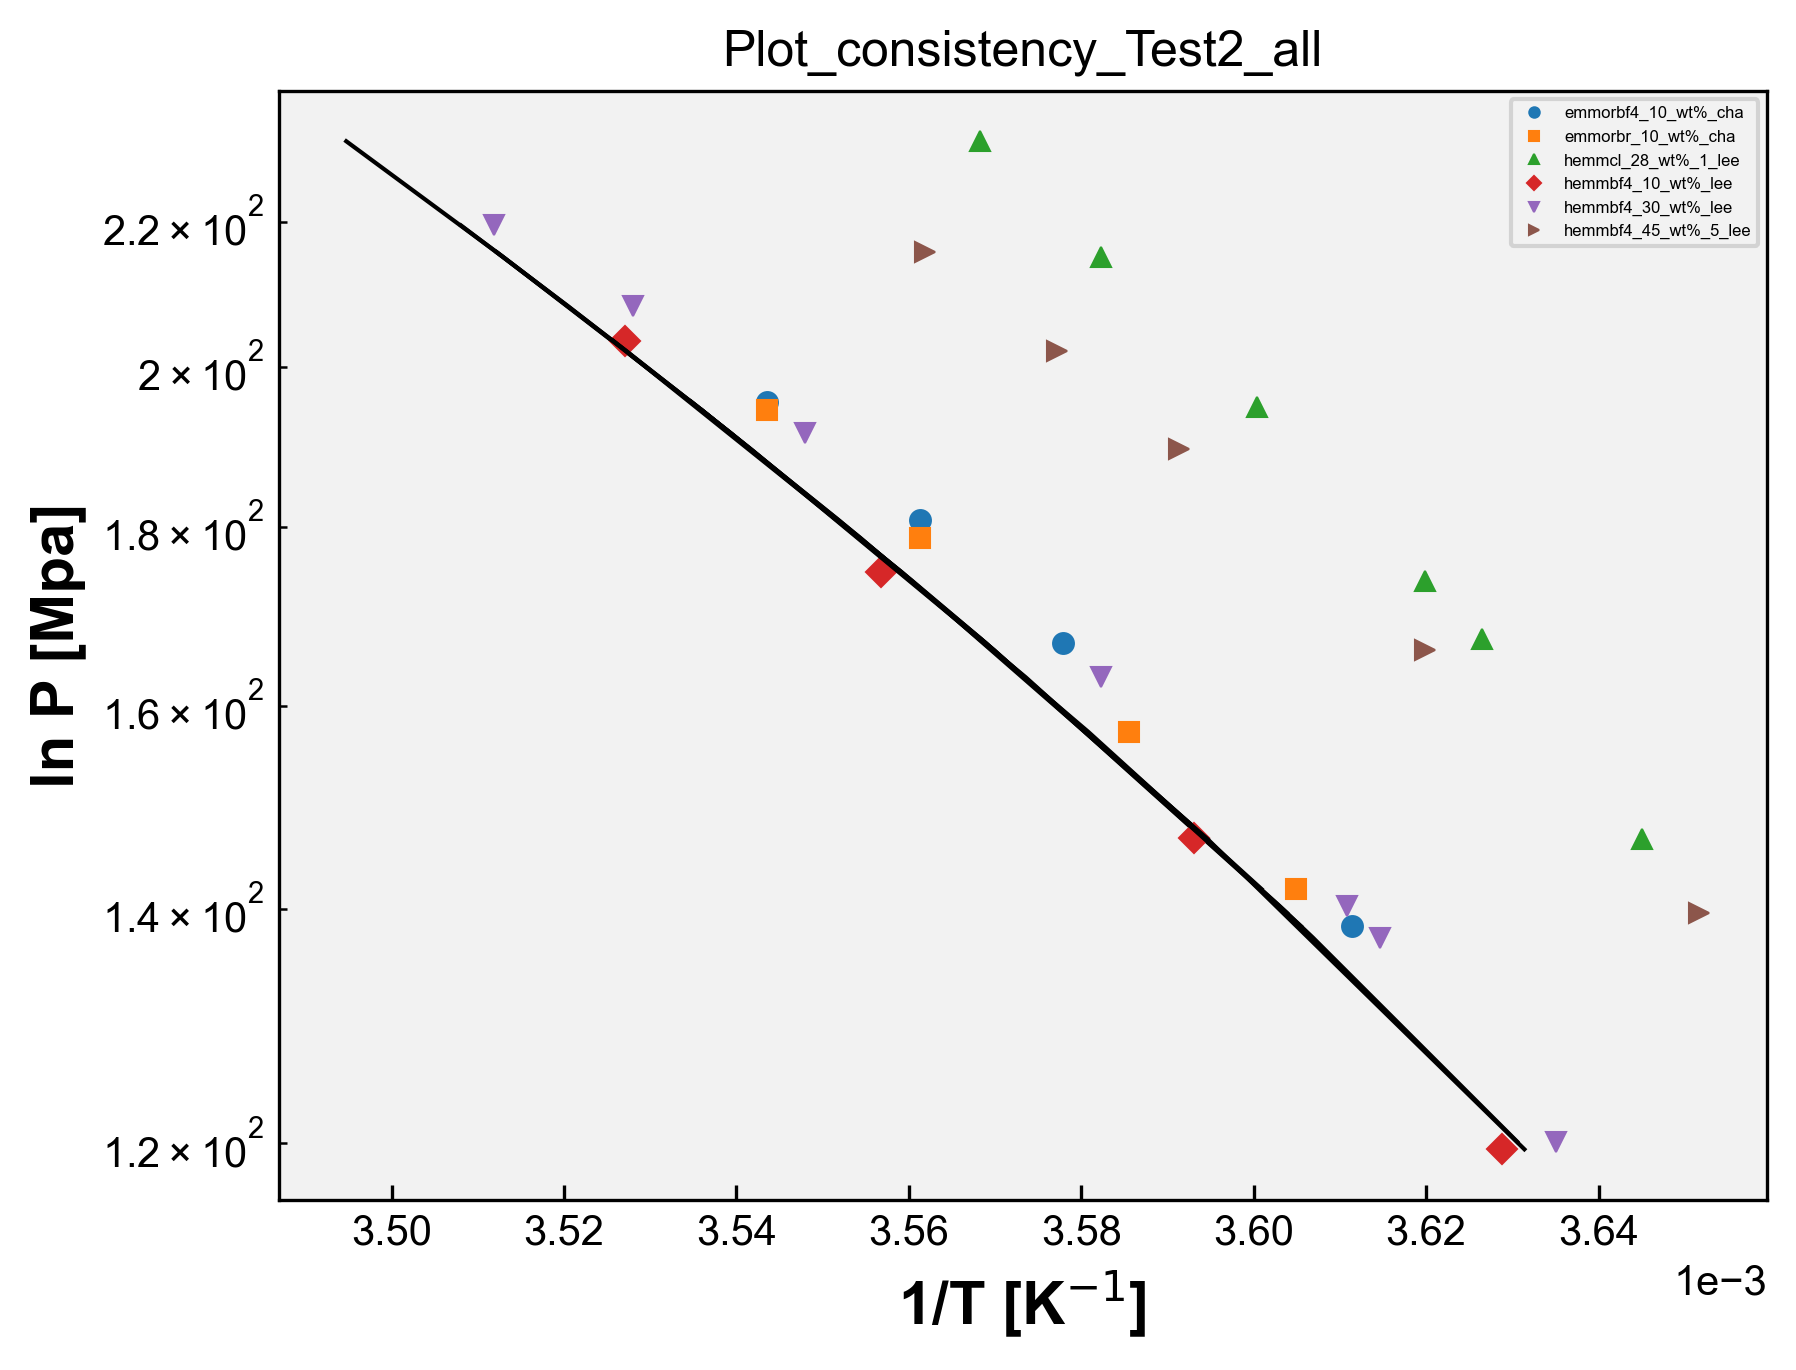 Plot_consistency_Test2_all
emmorbf4_10_wt%_cha
emmorbr_10_wt%_cha
hemmcl_28_wt%_1_lee
hemmbf4_10_wt%_lee
hemmbf4_30_wt%_lee
hemmbf4_45_wt%_5_lee
ln P [Mpa]
2.2 × 10²
2 × 10²
1.8 × 10²
1.6 × 10²
1.4 × 10²
1.2 × 10²
3.50 3.52 3.54 3.56 3.58 3.60 3.62 3.64
1e−3
1/T [K⁻¹]